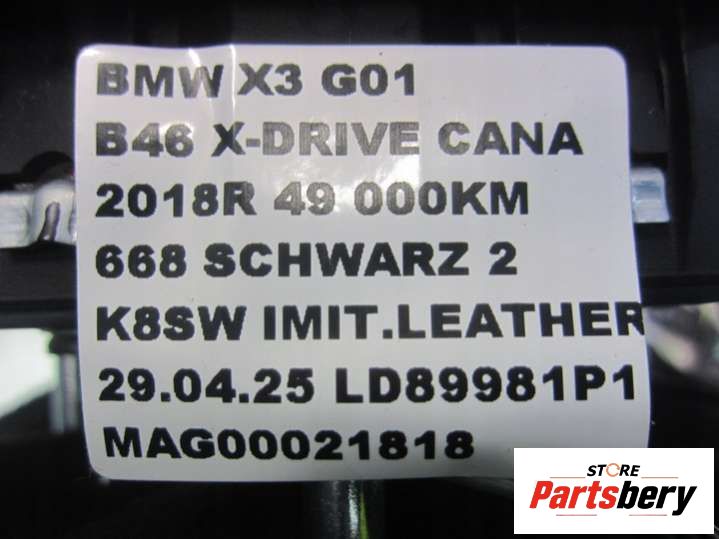 BMW X3 G01
B46 X-DRIVE CANA
2018R 49 000KM
668 SCHWARZ 2
K8SW IMIT.LEATHER
29.04.25 LD89981P1
MAG00021818
STORE
Partsbery